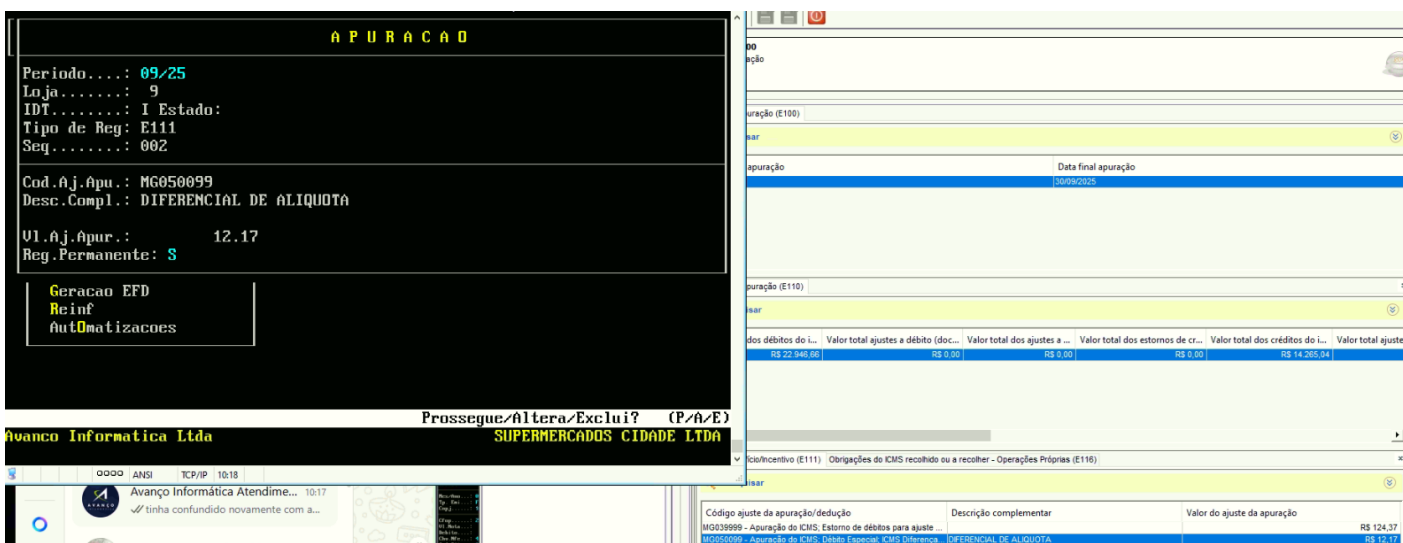 A P U R A C A O
Periodo....: 09/25
Loja.......:  9
IDT........: I Estado:
Tipo de Reg: E111
Seq........: 002
Cod.Aj.Apu.: MG050099
Desc.Compl.: DIFERENCIAL DE ALIQUOTA
Vl.Aj.Apur.:        12.17
Reg.Permanente: S
Geracao EFD
Reinf
AutOmatizacoes
Prossegue/Altera/Exclui?   (P/A/E)
Avanco Informatica Ltda
SUPERMERCADOS CIDADE LTDA
ANSI TCP/IP 10:18
Avanço Informática Atendime... 10:17
tinha confundido novamente com a...
AVANÇO
00
ação
uração (E100)
isar
apuração
Data final apuração
30/09/2025
puração (E110)
isar
dos débitos do i... Valor total ajustes a débito (doc... Valor total dos ajustes a ... Valor total dos estornos de cr... Valor total dos créditos do i... Valor total ajuste
R$ 22.946,66 R$ 0,00 R$ 0,00 R$ 0,00 R$ 14.265,04
fício/Incentivo (E111) Obrigações do ICMS recolhido ou a recolher - Operações Próprias (E116)
isar
Código ajuste da apuração/dedução Descrição complementar Valor do ajuste da apuração
MG039999 - Apuração do ICMS; Estorno de débitos para ajuste ... R$ 124,37
MG050099 - Apuração do ICMS; Débito Especial; ICMS Diferença... DIFERENCIAL DE ALIQUOTA R$ 12,17